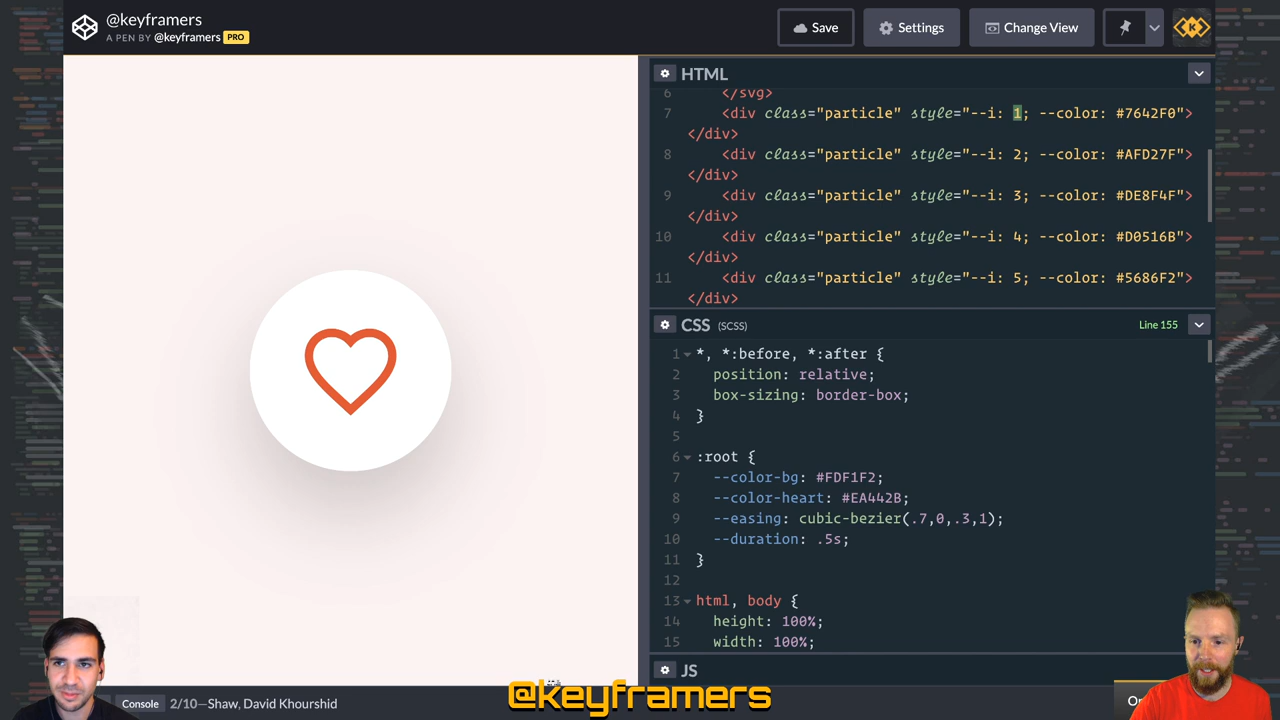 @keyframers
A PEN BY @keyframers PRO
Save
Settings
Change View
K
HTML
6 </svg>
7 <div class="particle" style="--i: 1; --color: #7642F0">
</div>
8 <div class="particle" style="--i: 2; --color: #AFD27F">
</div>
9 <div class="particle" style="--i: 3; --color: #DE8F4F">
</div>
10 <div class="particle" style="--i: 4; --color: #D0516B">
</div>
11 <div class="particle" style="--i: 5; --color: #5686F2">
</div>
CSS (SCSS)
Line 155
1 *, *:before, *:after {
2 position: relative;
3 box-sizing: border-box;
4 }
5
6 :root {
7 --color-bg: #FDF1F2;
8 --color-heart: #EA442B;
9 --easing: cubic-bezier(.7,0,.3,1);
10 --duration: .5s;
11 }
12
13 html, body {
14 height: 100%;
15 width: 100%;
JS
Console
2/10—Shaw, David Khourshid
@keyframers